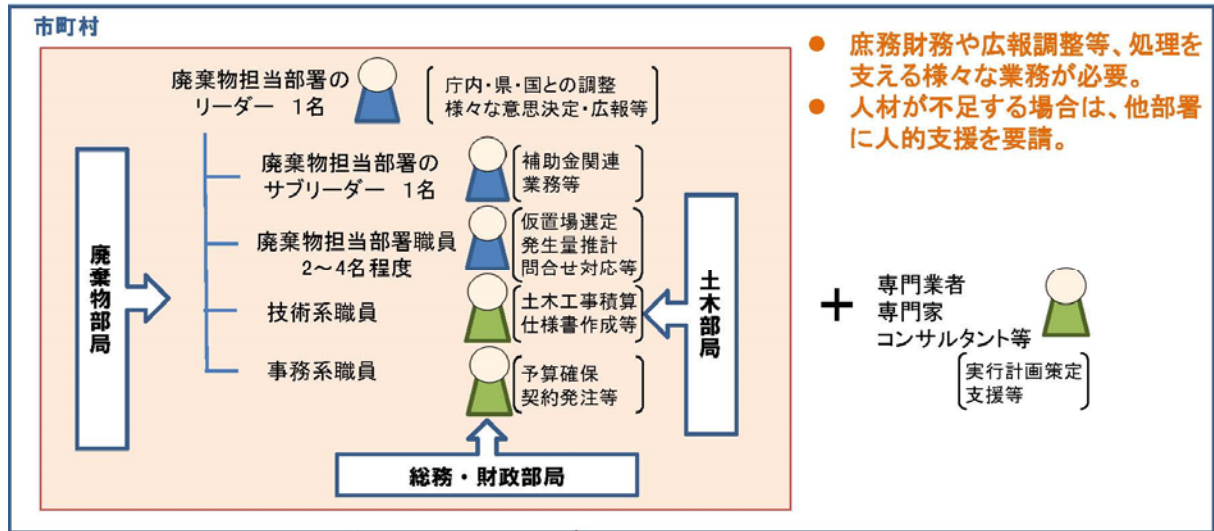 市町村
廃棄物担当部署の
リーダー 1名
庁内・県・国との調整
様々な意思決定・広報等
廃棄物担当部署の
サブリーダー 1名
補助金関連
業務等
廃棄物担当部署職員
2～4名程度
仮置場選定
発生量推計
問合せ対応等
技術系職員
土木工事積算
仕様書作成等
事務系職員
予算確保
契約発注等
廃棄物部局
土木部局
総務・財政部局
● 庶務財務や広報調整等、処理を
支える様々な業務が必要。
● 人材が不足する場合は、他部署
に人的支援を要請。
＋
専門業者
専門家
コンサルタント等
実行計画策定
支援等